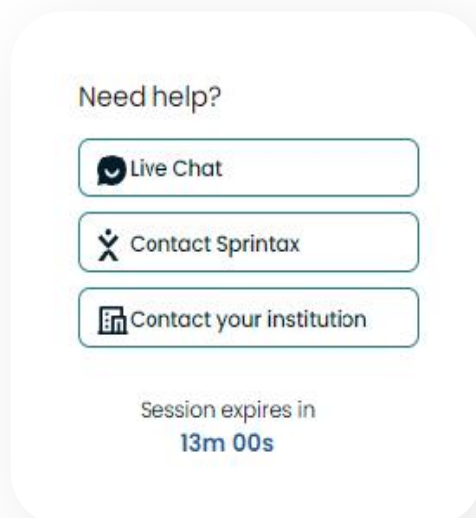 Need help?
Live Chat
Contact Sprintax
Contact your institution
Session expires in
13m 00s